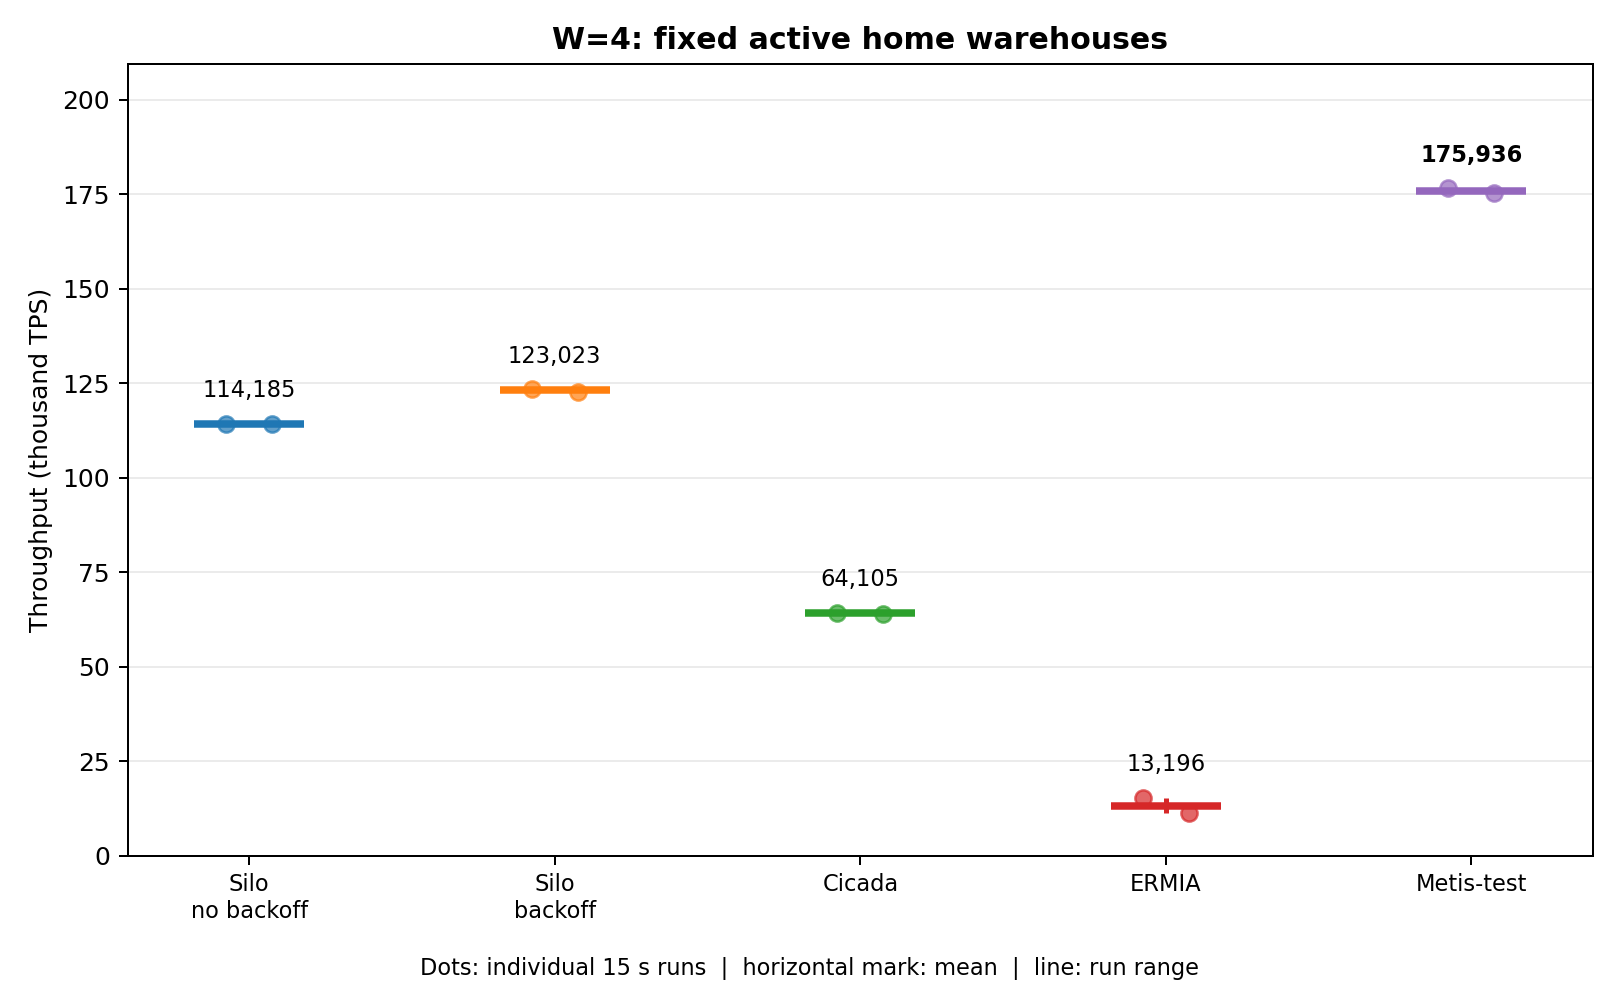 W=4: fixed active home warehouses
Throughput (thousand TPS)
200
175
150
125
100
75
50
25
0
114,185
123,023
64,105
13,196
175,936
Silo
no backoff
Silo
backoff
Cicada
ERMIA
Metis-test
Dots: individual 15 s runs | horizontal mark: mean | line: run range